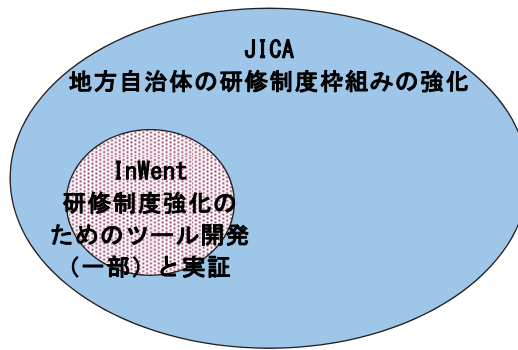 JICA
地方自治体の研修制度枠組みの強化
InWent
研修制度強化の
ためのツール開発
（一部）と実証